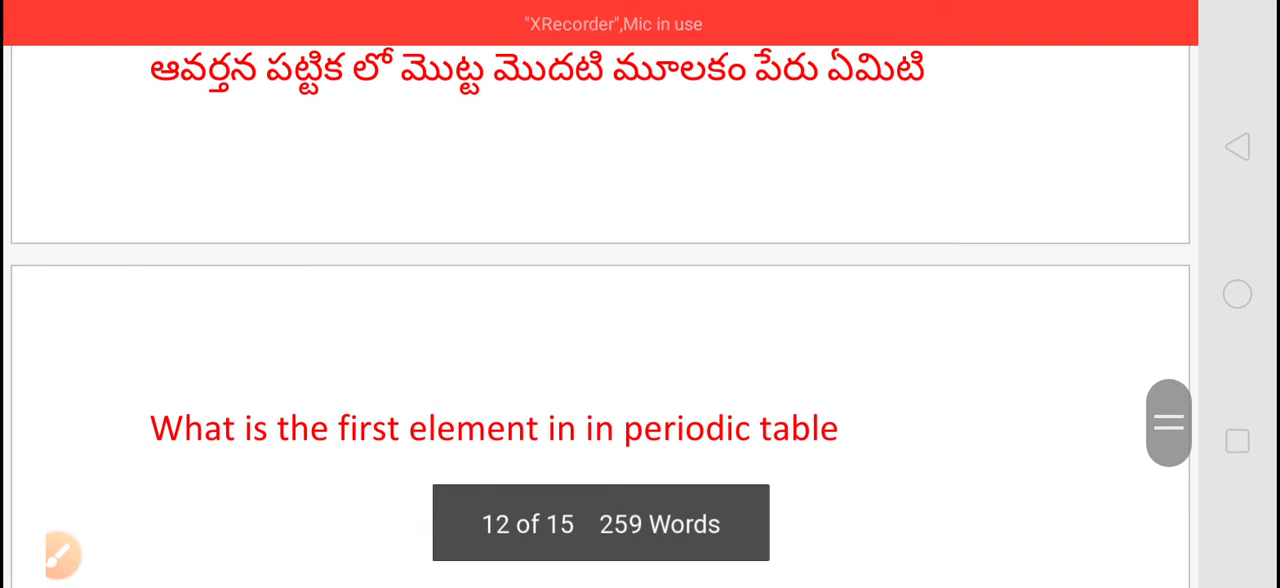 "XRecorder",Mic in use
ఆవర్తన పట్టిక లో మొట్ట మొదటి మూలకం పేరు ఏమిటి
What is the first element in in periodic table
12 of 15 259 Words